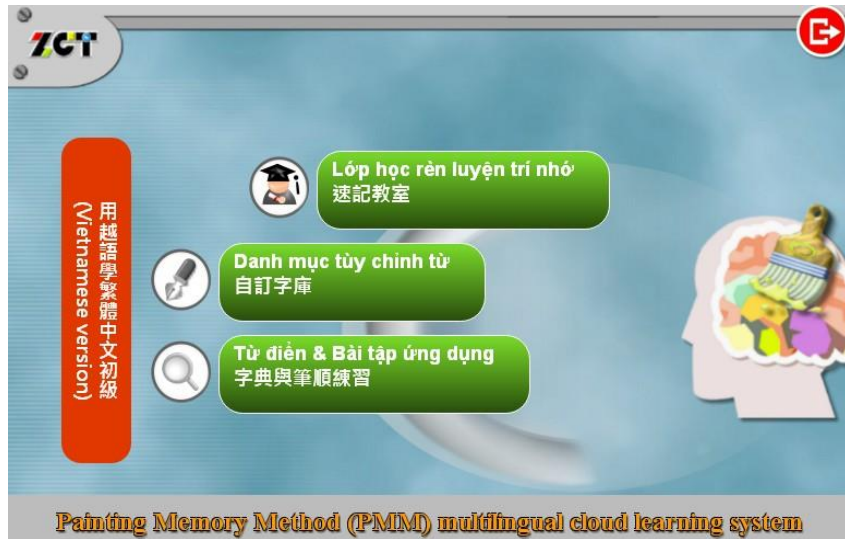 ZCT
用越語學繁體中文初級
(Vietnamese version)
Lớp học rèn luyện trí nhớ
速記教室
Danh mục tùy chỉnh từ
自訂字庫
Từ điển & Bài tập ứng dụng
字典與筆順練習
Painting Memory Method (PMM) multilingual cloud learning system